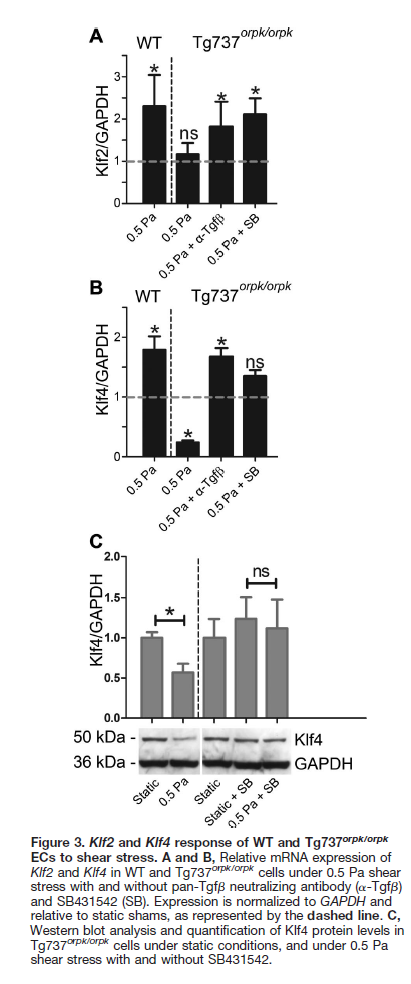 A
WT
Tg737orpk/orpk
Klf2/GAPDH
3
2
1
0
*
ns
*
*
0.5 Pa
0.5 Pa
0.5 Pa + α-Tgfβ
0.5 Pa + SB
B
WT
Tg737orpk/orpk
Klf4/GAPDH
2
1
0
*
*
*
ns
0.5 Pa
0.5 Pa
0.5 Pa + α-Tgfβ
0.5 Pa + SB
C
Klf4/GAPDH
2.0
1.5
1.0
0.5
0.0
*
ns
50 kDa -
Klf4
36 kDa -
GAPDH
Static
0.5 Pa
Static
Static + SB
0.5 Pa + SB
Figure 3. Klf2 and Klf4 response of WT and Tg737orpk/orpk
ECs to shear stress. A and B, Relative mRNA expression of
Klf2 and Klf4 in WT and Tg737orpk/orpk cells under 0.5 Pa shear
stress with and without pan-Tgfβ neutralizing antibody (α-Tgfβ)
and SB431542 (SB). Expression is normalized to GAPDH and
relative to static shams, as represented by the dashed line. C,
Western blot analysis and quantification of Klf4 protein levels in
Tg737orpk/orpk cells under static conditions, and under 0.5 Pa
shear stress with and without SB431542.